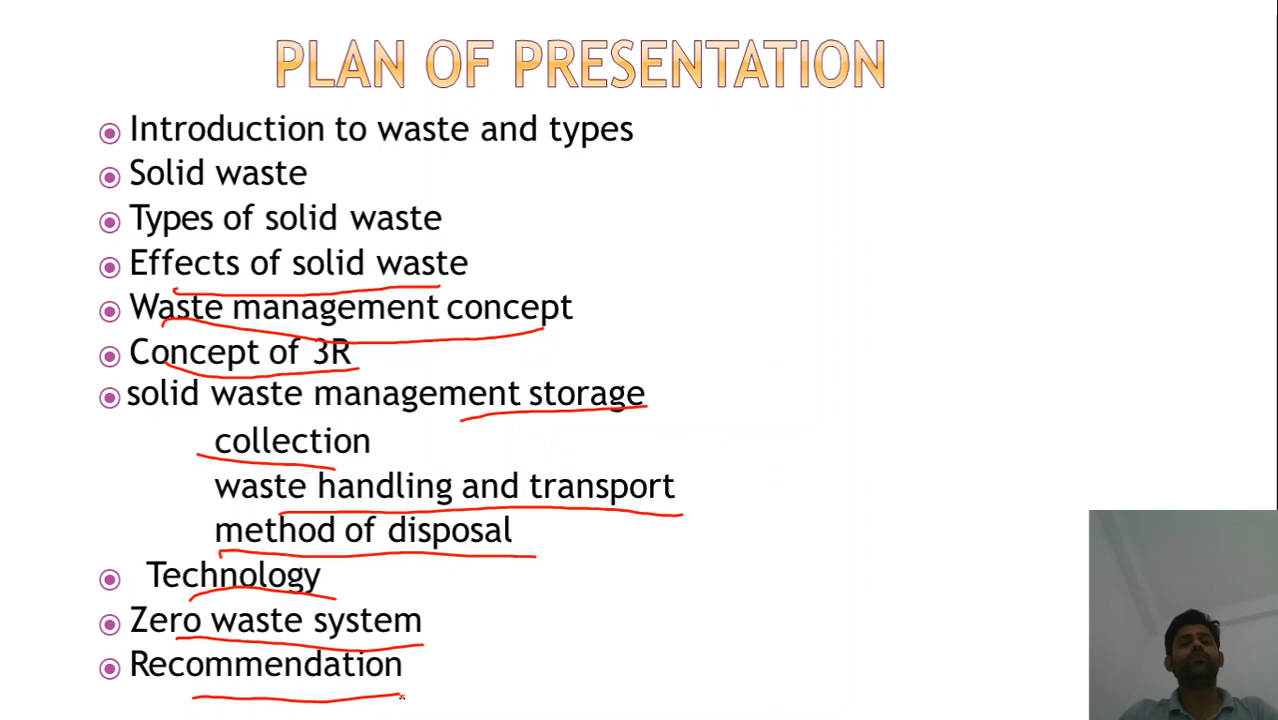 PLAN OF PRESENTATION
Introduction to waste and types
Solid waste
Types of solid waste
Effects of solid waste
Waste management concept
Concept of 3R
solid waste management storage
collection
waste handling and transport
method of disposal
Technology
Zero waste system
Recommendation